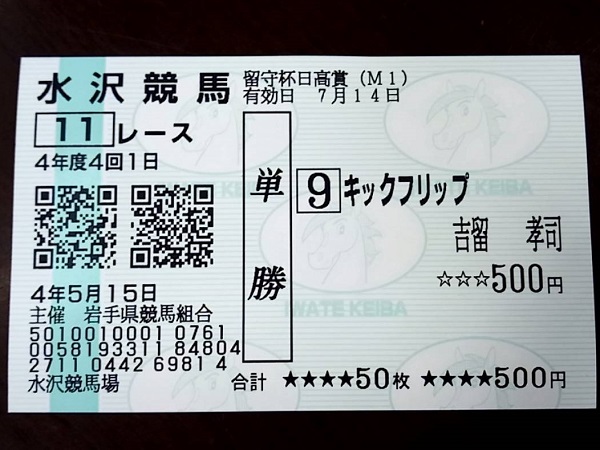 水沢競馬
留守杯日高賞(M1)
有効日 7月14日
11レース
4年度4回1日
単勝
9 キックフリップ
吉留 孝司
☆☆☆500円
4年5月15日
主催 岩手県競馬組合
5010010001 0761
0058193311 84804
2711 0442 6981 4
水沢競馬場
合計 ★★★★50枚 ★★★★500円
IWATE KEIBA
TE KEIBA